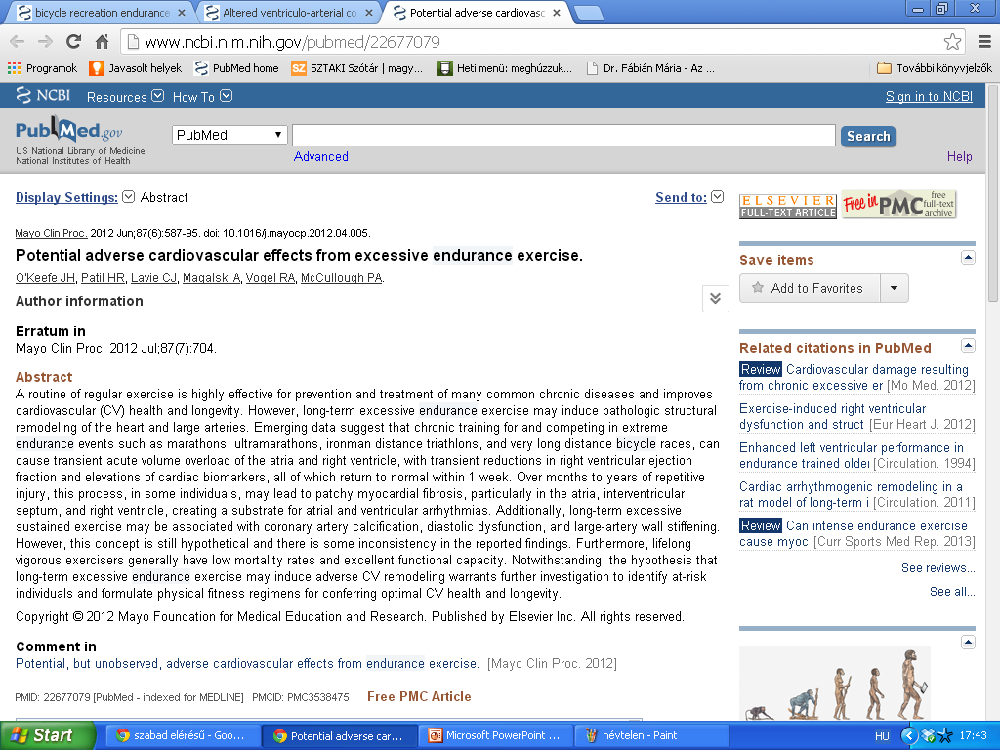 bicycle recreation endurance
Altered ventriculo-arterial co
Potential adverse cardiovasc
www.ncbi.nlm.nih.gov/pubmed/22677079
Programok
Javasolt helyek
PubMed home
SZ
SZTAKI Szótár | magy...
Heti menü: meghúzzuk...
Dr. Fábián Mária - Az ...
További könyvjelzők
NCBI
Resources
How To
Sign in to NCBI
PubMed.gov
US National Library of Medicine
National Institutes of Health
PubMed
Search
Advanced
Help
Display Settings:
Abstract
Send to:
Mayo Clin Proc. 2012 Jun;87(6):587-95. doi: 10.1016/j.mayocp.2012.04.005.
Potential adverse cardiovascular effects from excessive endurance exercise.
O'Keefe JH, Patil HR, Lavie CJ, Magalski A, Vogel RA, McCullough PA.
Author information
Erratum in
Mayo Clin Proc. 2012 Jul;87(7):704.
Abstract
A routine of regular exercise is highly effective for prevention and treatment of many common chronic diseases and improves
cardiovascular (CV) health and longevity. However, long-term excessive endurance exercise may induce pathologic structural
remodeling of the heart and large arteries. Emerging data suggest that chronic training for and competing in extreme
endurance events such as marathons, ultramarathons, ironman distance triathlons, and very long distance bicycle races, can
cause transient acute volume overload of the atria and right ventricle, with transient reductions in right ventricular ejection
fraction and elevations of cardiac biomarkers, all of which return to normal within 1 week. Over months to years of repetitive
injury, this process, in some individuals, may lead to patchy myocardial fibrosis, particularly in the atria, interventricular
septum, and right ventricle, creating a substrate for atrial and ventricular arrhythmias. Additionally, long-term excessive
sustained exercise may be associated with coronary artery calcification, diastolic dysfunction, and large-artery wall stiffening.
However, this concept is still hypothetical and there is some inconsistency in the reported findings. Furthermore, lifelong
vigorous exercisers generally have low mortality rates and excellent functional capacity. Notwithstanding, the hypothesis that
long-term excessive endurance exercise may induce adverse CV remodeling warrants further investigation to identify at-risk
individuals and formulate physical fitness regimens for conferring optimal CV health and longevity.
Copyright © 2012 Mayo Foundation for Medical Education and Research. Published by Elsevier Inc. All rights reserved.
Comment in
Potential, but unobserved, adverse cardiovascular effects from endurance exercise. [Mayo Clin Proc. 2012]
PMID: 22677079 [PubMed - indexed for MEDLINE] PMCID: PMC3538475
Free PMC Article
ELSEVIER
FULL-TEXT ARTICLE
Free in PMC
free
full-text
archive
Save items
Add to Favorites
Related citations in PubMed
Review Cardiovascular damage resulting
from chronic excessive er [Mo Med. 2012]
Exercise-induced right ventricular
dysfunction and struct [Eur Heart J. 2012]
Enhanced left ventricular performance in
endurance trained older [Circulation. 1994]
Cardiac arrhythmogenic remodeling in a
rat model of long-term i [Circulation. 2011]
Review Can intense endurance exercise
cause myoc [Curr Sports Med Rep. 2013]
See reviews...
See all...
Start
szabad elérésű - Goo...
Potential adverse car...
Microsoft PowerPoint ...
névtelen - Paint
HU
17:43